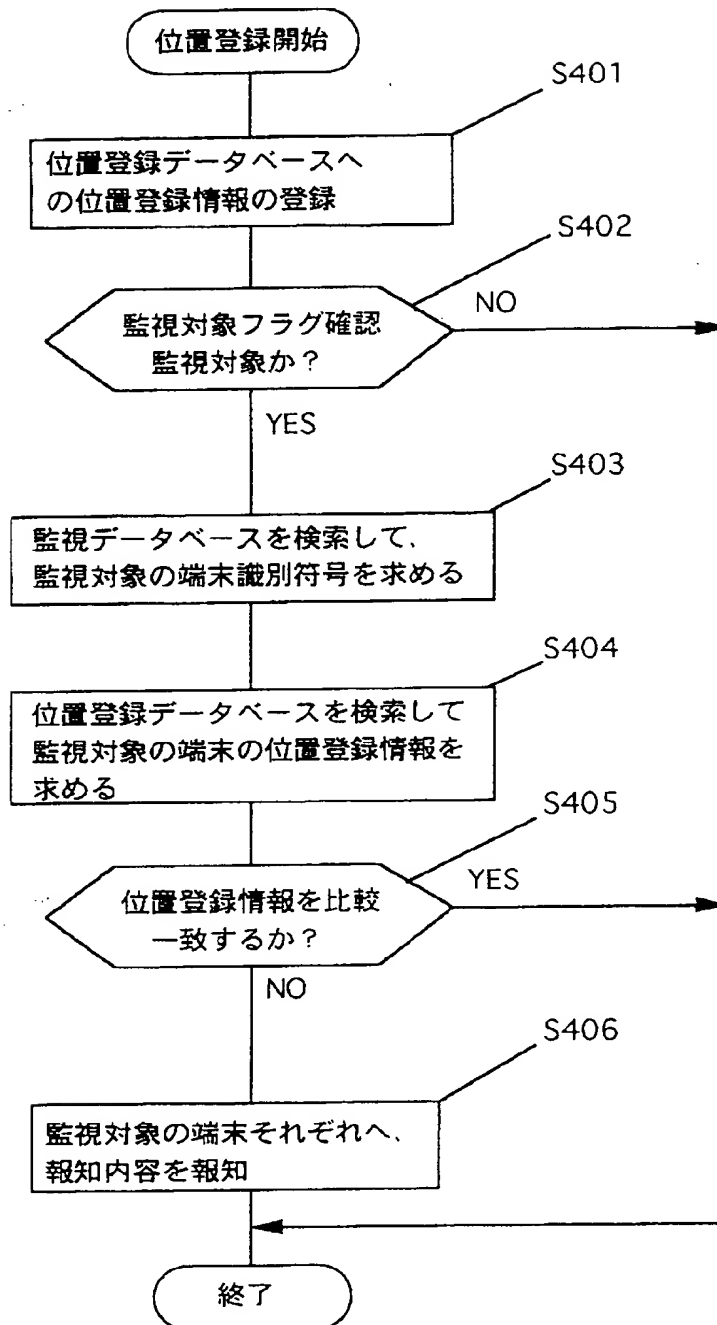 位置登録開始
S401
位置登録データベースへ
の位置登録情報の登録
S402
監視対象フラグ確認
監視対象か？
NO
YES
S403
監視データベースを検索して、
監視対象の端末識別符号を求める
S404
位置登録データベースを検索して
監視対象の端末の位置登録情報を
求める
S405
位置登録情報を比較
一致するか？
YES
NO
S406
監視対象の端末それぞれへ、
報知内容を報知
終了